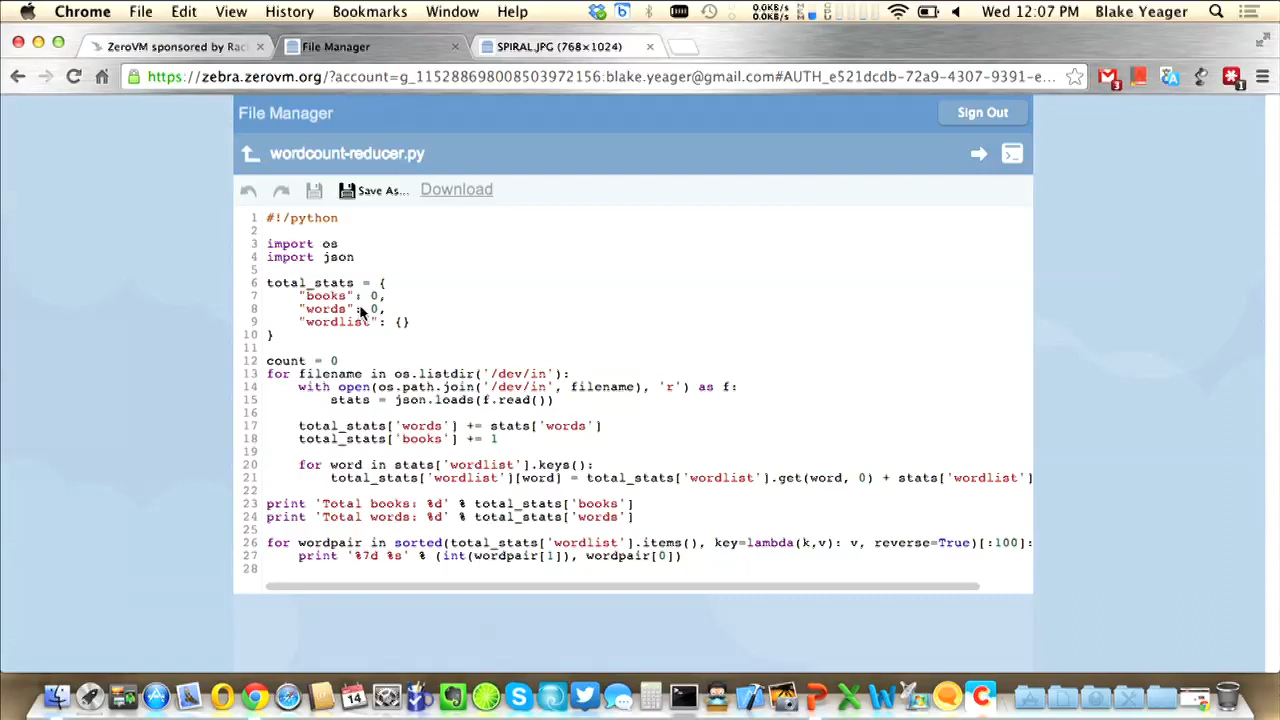 Chrome File Edit View History Bookmarks Window Help 0.0KB/s 0.0KB/s Wed 12:07 PM Blake Yeager
ZeroVM sponsored by Rac × File Manager × SPIRAL.JPG (768×1024) ×
https://zebra.zerovm.org/?account=g_115288698008503972156:blake.yeager@gmail.com#AUTH_e521dcdb-72a9-4307-9391-e... 3 1
File Manager Sign Out
wordcount-reducer.py
Save As... Download
1 #!/python
2
3 import os
4 import json
5
6 total_stats = {
7 "books": 0,
8 "words": 0,
9 "wordlist": {}
10 }
11
12 count = 0
13 for filename in os.listdir('/dev/in'):
14 with open(os.path.join('/dev/in', filename), 'r') as f:
15 stats = json.loads(f.read())
16
17 total_stats['words'] += stats['words']
18 total_stats['books'] += 1
19
20 for word in stats['wordlist'].keys():
21 total_stats['wordlist'][word] = total_stats['wordlist'].get(word, 0) + stats['wordlist']
22
23 print 'Total books: %d' % total_stats['books']
24 print 'Total words: %d' % total_stats['words']
25
26 for wordpair in sorted(total_stats['wordlist'].items(), key=lambda(k,v): v, reverse=True)[:100]:
27 print '%7d %s' % (int(wordpair[1]), wordpair[0])
28
14